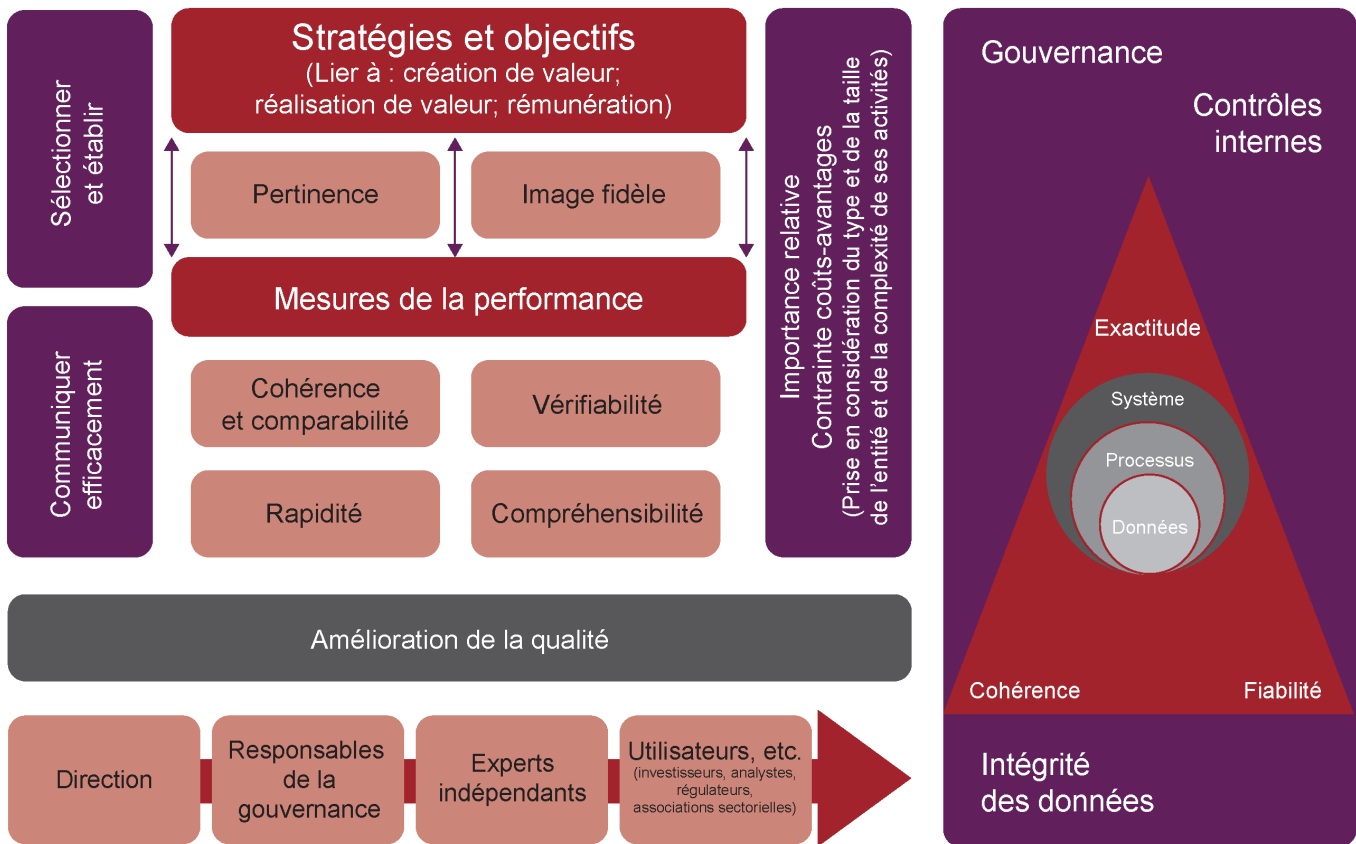 Sélectionner
et établir
Stratégies et objectifs
(Lier à : création de valeur;
réalisation de valeur; rémunération)
Pertinence
Image fidèle
Mesures de la performance
Communiquer
efficacement
Cohérence
et comparabilité
Vérifiabilité
Rapidité
Compréhensibilité
Importance relative
Contrainte coûts-avantages
(Prise en considération du type et de la taille
de l'entité et de la complexité de ses activités)
Amélioration de la qualité
Direction
Responsables
de la
gouvernance
Experts
indépendants
Utilisateurs, etc.
(investisseurs, analystes,
régulateurs,
associations sectorielles)
Gouvernance
Contrôles
internes
Exactitude
Système
Processus
Données
Cohérence
Fiabilité
Intégrité
des données